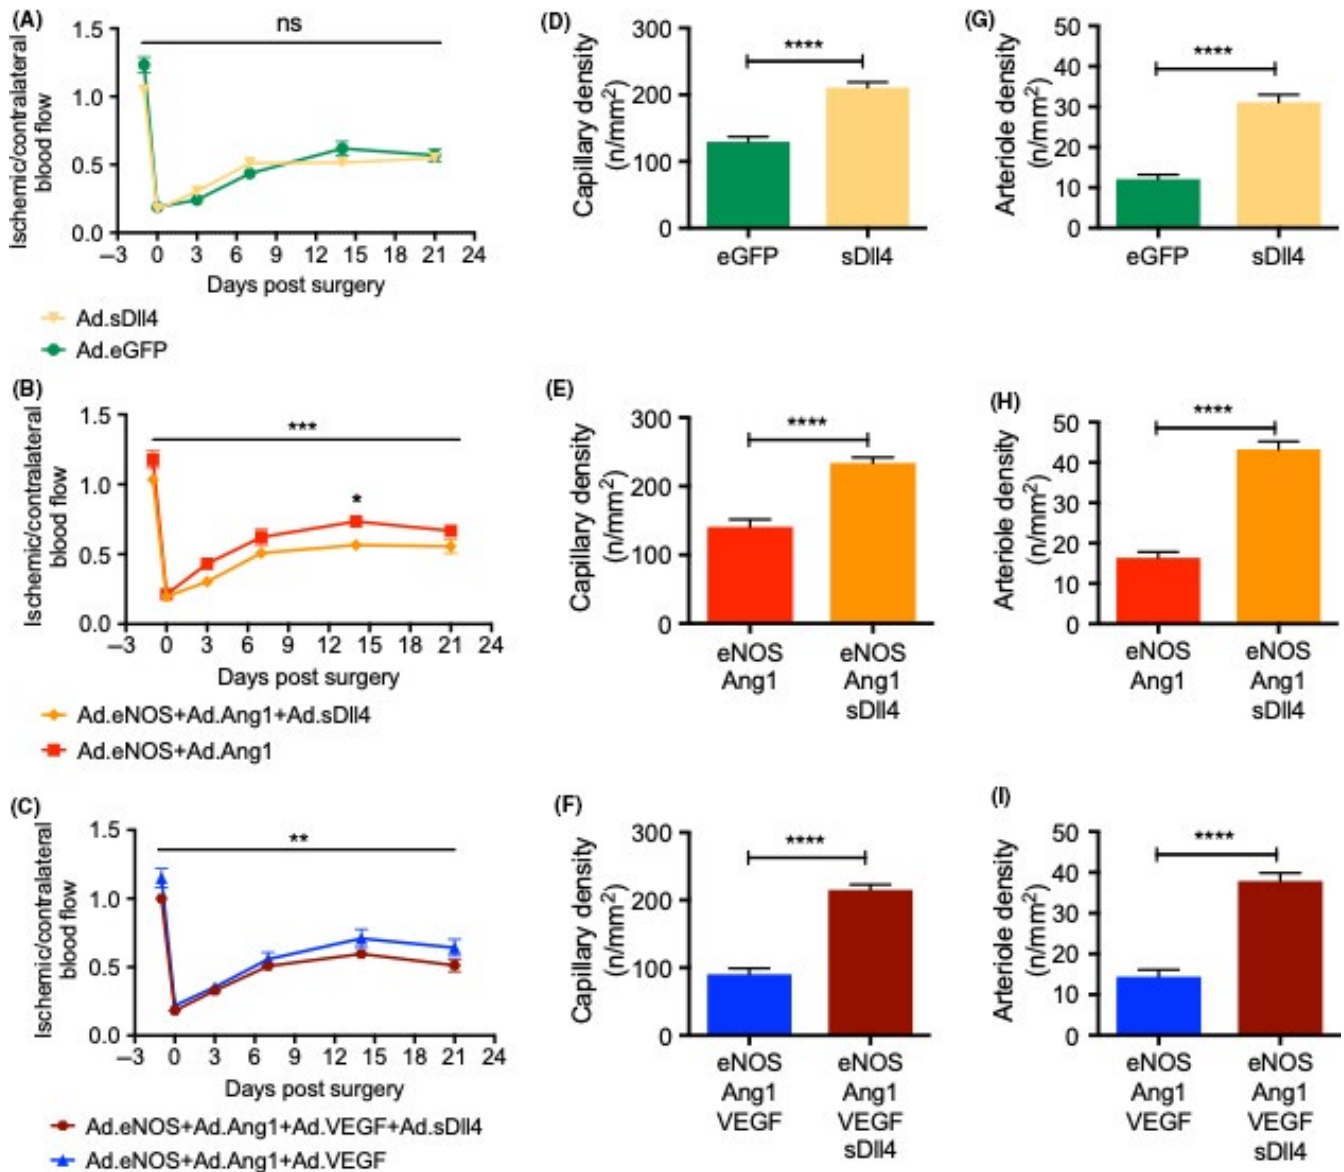 (A)
1.5
1.0
0.5
0.0
Ischemic/contralateral
blood flow
ns
–3 0 3 6 9 12 15 18 21 24
Days post surgery
Ad.sDll4
Ad.eGFP
(D)
300
200
100
0
Capillary density
(n/mm²)
****
eGFP sDll4
(G)
50
40
30
20
10
0
Arteriole density
(n/mm²)
****
eGFP sDll4
(B)
1.5
1.0
0.5
0.0
Ischemic/contralateral
blood flow
***
*
–3 0 3 6 9 12 15 18 21 24
Days post surgery
Ad.eNOS+Ad.Ang1+Ad.sDll4
Ad.eNOS+Ad.Ang1
(E)
300
200
100
0
Capillary density
(n/mm²)
****
eNOS eNOS
Ang1 Ang1
sDll4
(H)
50
40
30
20
10
0
Arteriole density
(n/mm²)
****
eNOS eNOS
Ang1 Ang1
sDll4
(C)
1.5
1.0
0.5
0.0
Ischemic/contralateral
blood flow
**
–3 0 3 6 9 12 15 18 21 24
Days post surgery
Ad.eNOS+Ad.Ang1+Ad.VEGF+Ad.sDll4
Ad.eNOS+Ad.Ang1+Ad.VEGF
(F)
300
200
100
0
Capillary density
(n/mm²)
****
eNOS eNOS
Ang1 Ang1
VEGF VEGF
sDll4
(I)
50
40
30
20
10
0
Arteriole density
(n/mm²)
****
eNOS eNOS
Ang1 Ang1
VEGF VEGF
sDll4